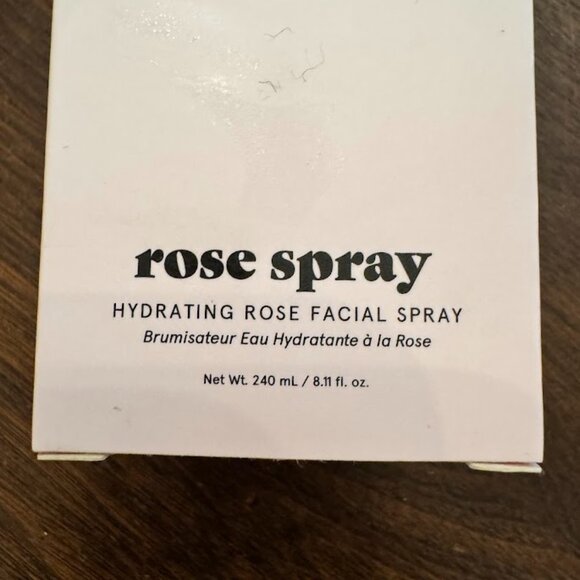 rose spray
HYDRATING ROSE FACIAL SPRAY
Brumisateur Eau Hydratante à la Rose
Net Wt. 240 mL / 8.11 fl. oz.